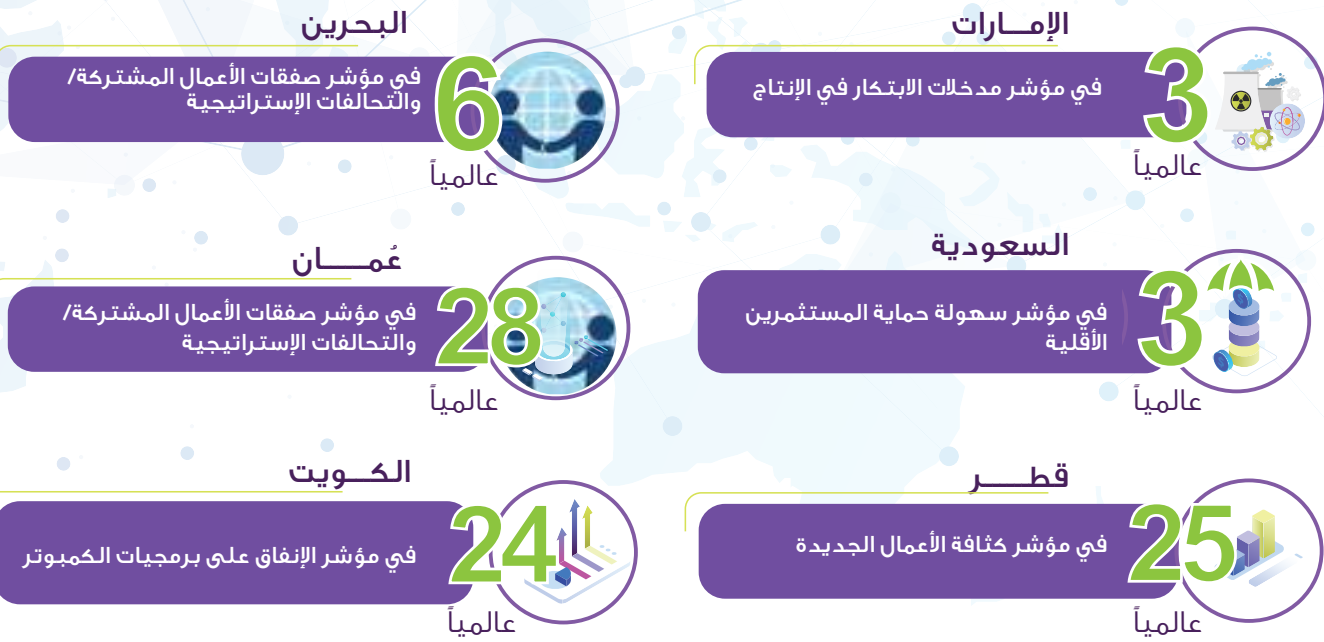 الإمــارات
3
في مؤشر مدخلات الابتكار في الإنتاج
عالمياً
البحرين
6
في مؤشر صفقات الأعمال المشتركة/
والتحالفات الإستراتيجية
عالمياً
السعودية
3
في مؤشر سهولة حماية المستثمرين
الأقلية
عالمياً
عُمــــان
28
في مؤشر صفقات الأعمال المشتركة/
والتحالفات الإستراتيجية
عالمياً
قطـــــر
25
في مؤشر كثافة الأعمال الجديدة
عالمياً
الكــويت
24
في مؤشر الإنفاق على برمجيات الكمبوتر
عالمياً